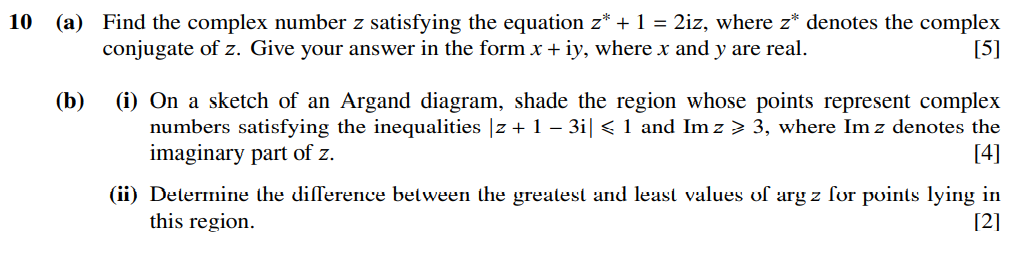 10 (a) Find the complex number z satisfying the equation z* + 1 = 2iz, where z* denotes the complex
conjugate of z. Give your answer in the form x + iy, where x and y are real. [5]
(b) (i) On a sketch of an Argand diagram, shade the region whose points represent complex
numbers satisfying the inequalities |z + 1 − 3i| ⩽ 1 and Im z ⩾ 3, where Im z denotes the
imaginary part of z. [4]
(ii) Determine the difference between the greatest and least values of arg z for points lying in
this region. [2]